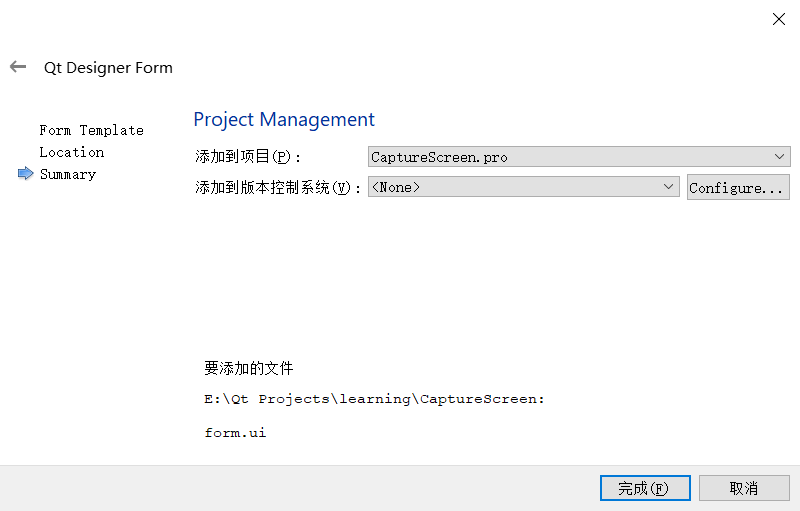 Qt Designer Form
Form Template
Location
Summary
Project Management
添加到项目(P)：
CaptureScreen.pro
添加到版本控制系统(V)：
<None>
Configure...
要添加的文件
E:\Qt Projects\learning\CaptureScreen:
form.ui
完成(F)
取消